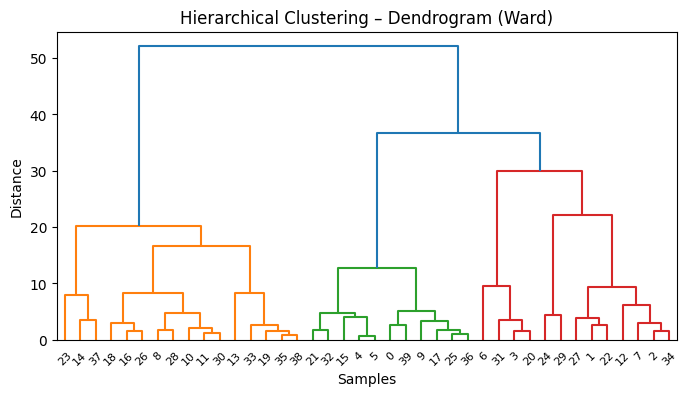 Hierarchical Clustering – Dendrogram (Ward)
50
40
30
20
10
0
Distance
23 14 37 18 16 26 8 28 10 11 30 13 33 19 35 38 21 32 15 4 5 0 39 9 17 25 36 6 31 3 20 24 29 27 1 22 12 7 2 34
Samples